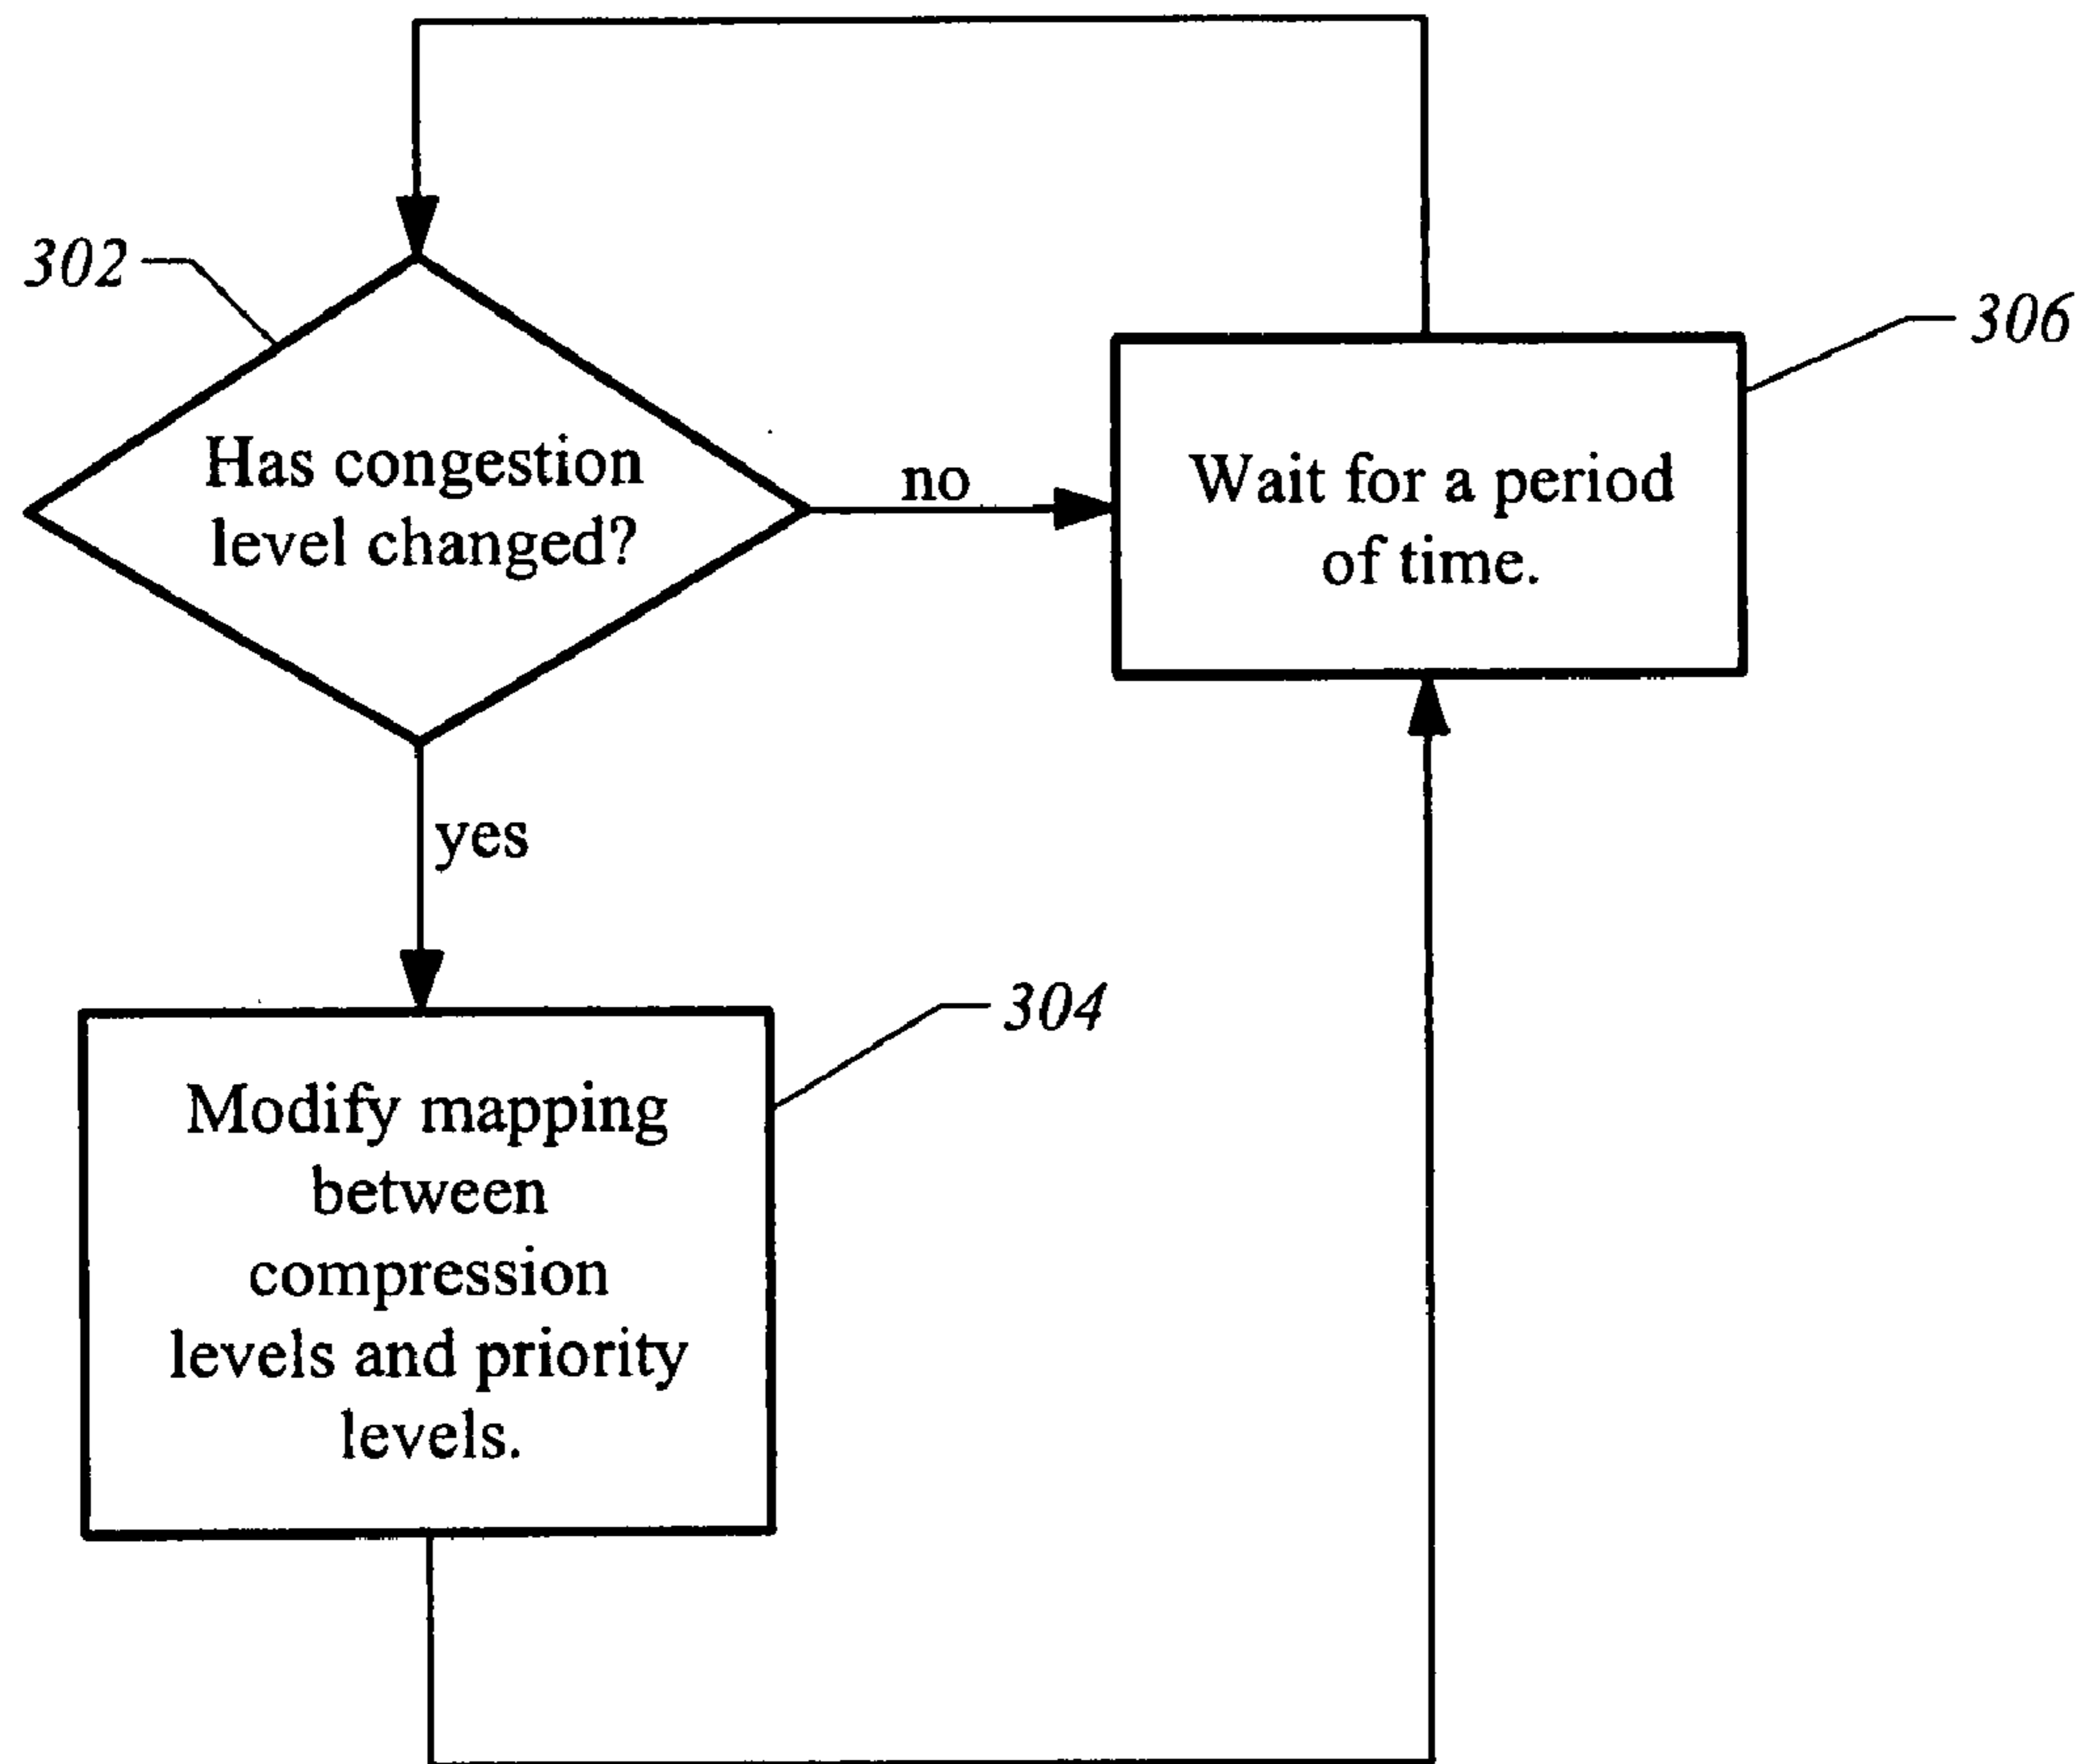 302
Has congestion
level changed?
no
Wait for a period
of time.
306
yes
304
Modify mapping
between
compression
levels and priority
levels.